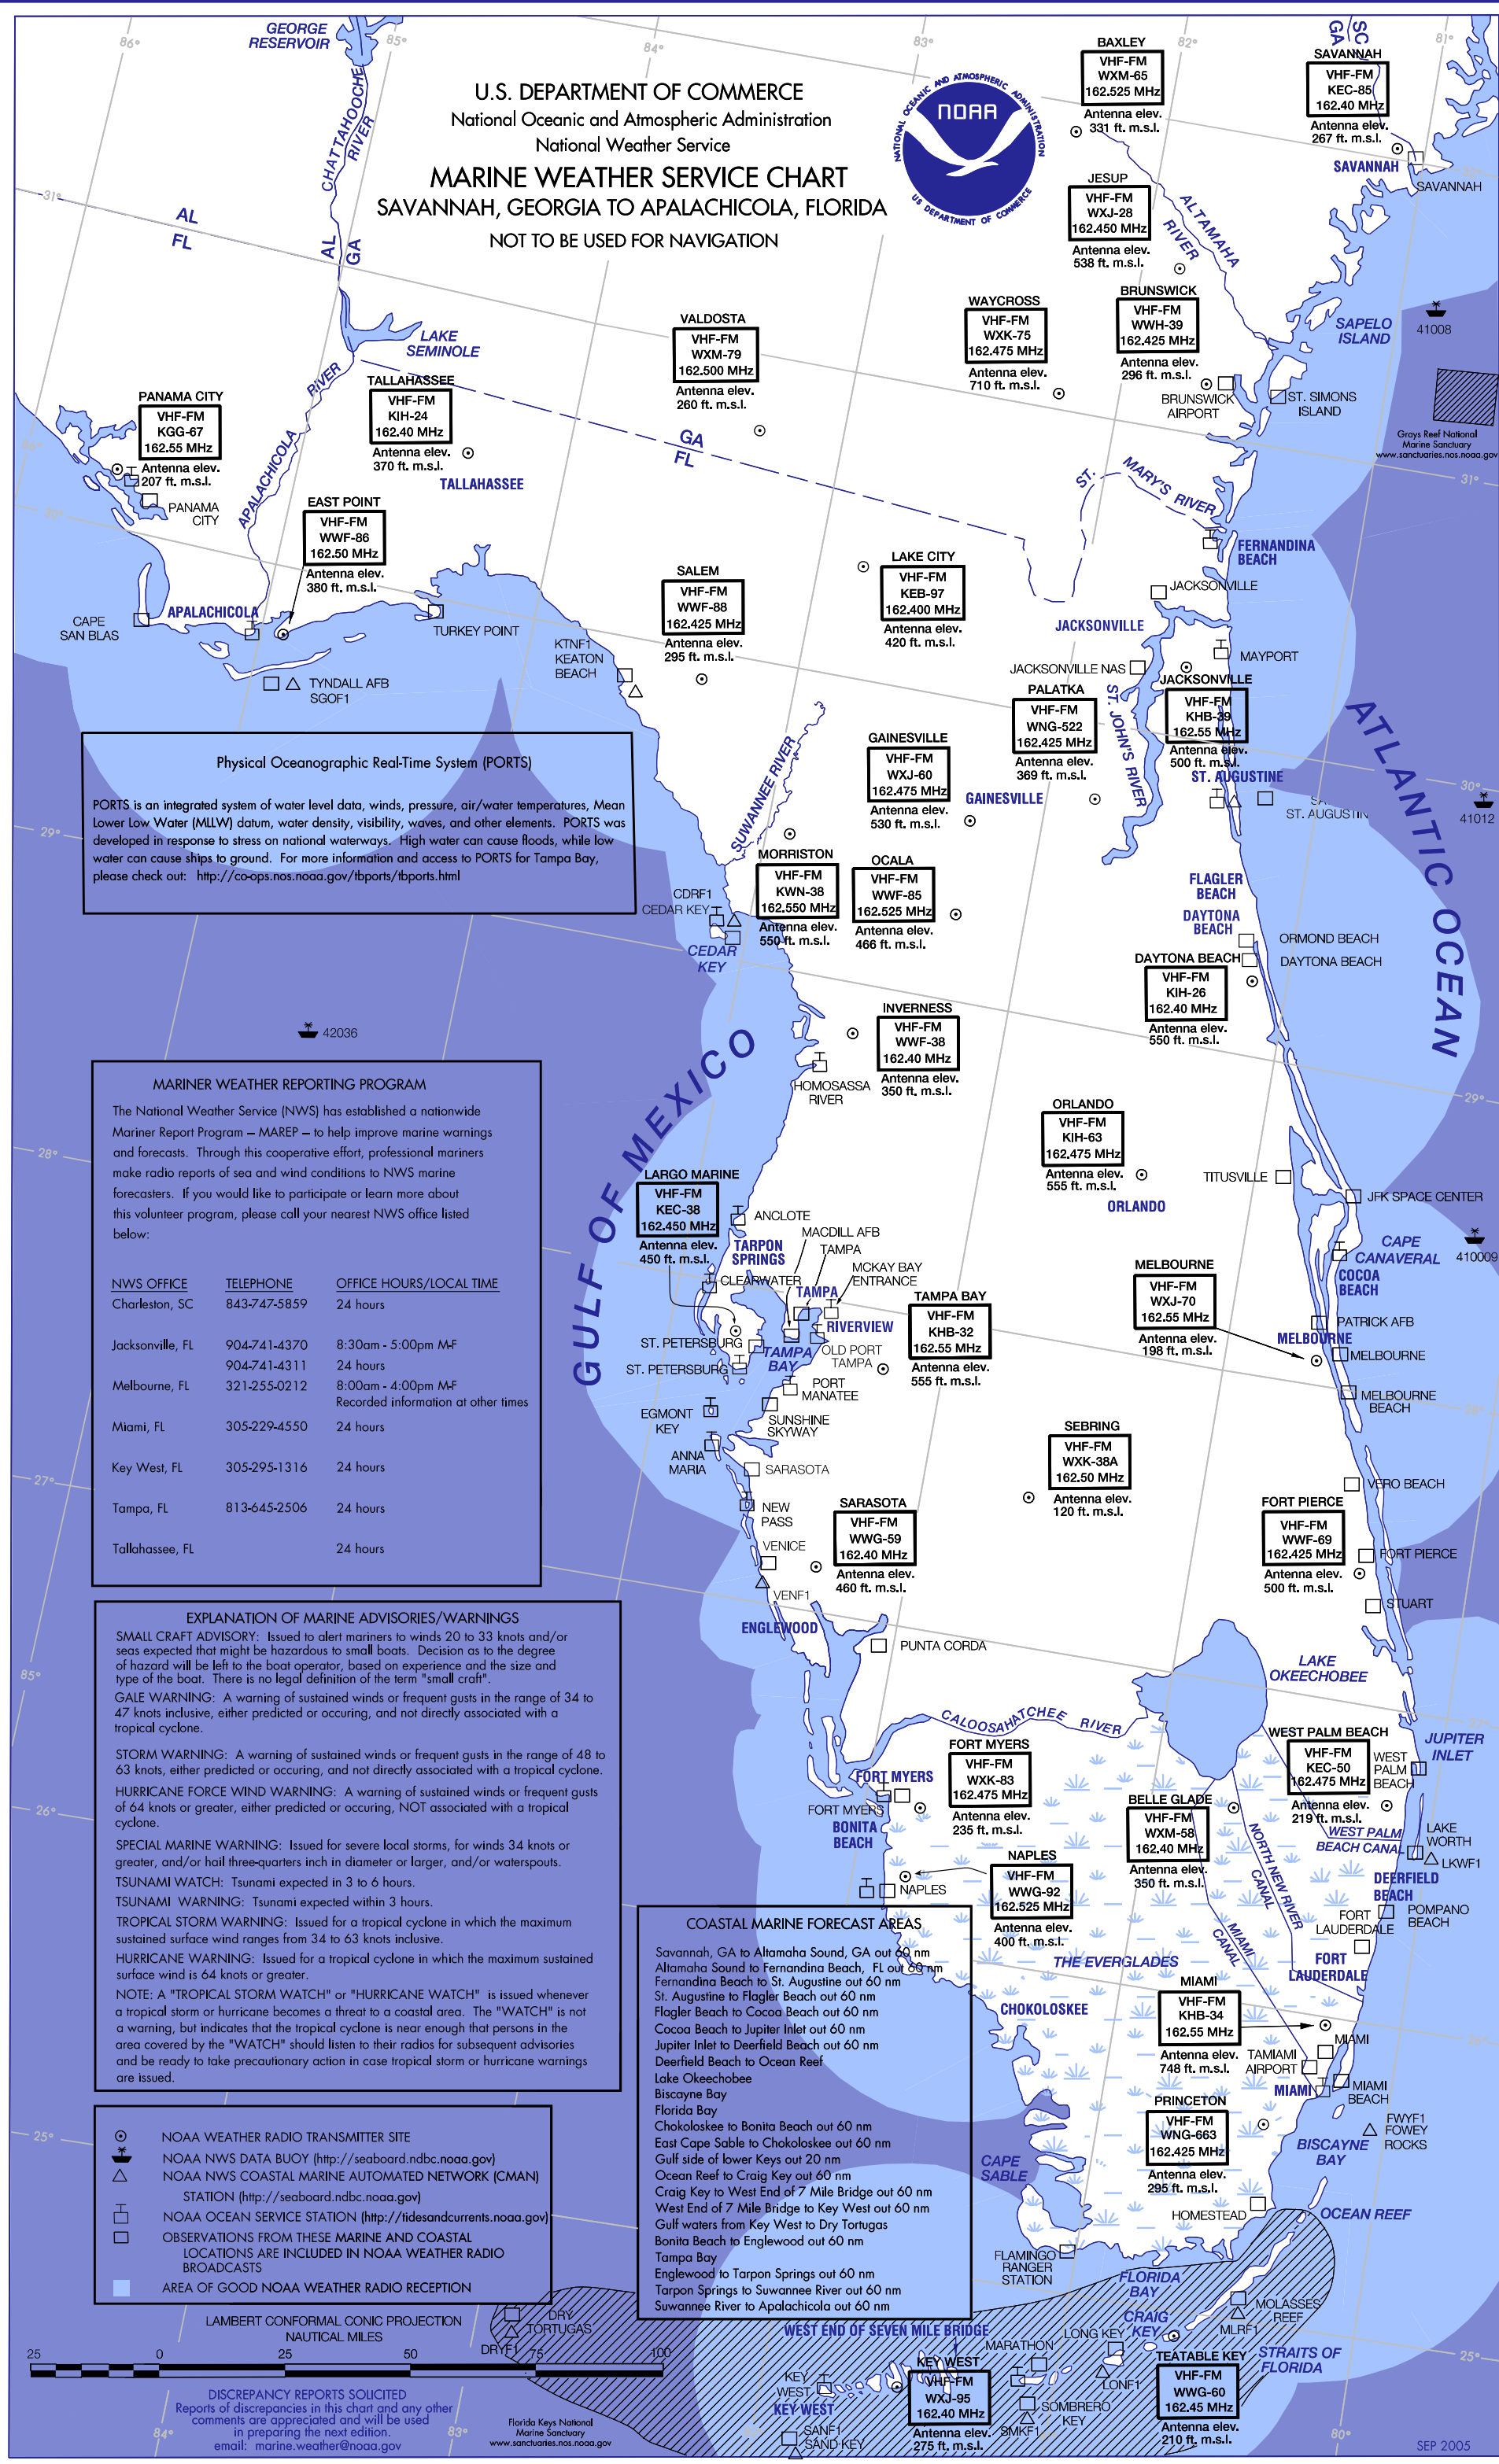 U.S. DEPARTMENT OF COMMERCE
National Oceanic and Atmospheric Administration
National Weather Service
MARINE WEATHER SERVICE CHART
SAVANNAH, GEORGIA TO APALACHICOLA, FLORIDA
NOT TO BE USED FOR NAVIGATION
NATIONAL OCEANIC AND ATMOSPHERIC ADMINISTRATION
NOAA
US DEPARTMENT OF COMMERCE
86°
85°
84°
83°
82°
81°
GEORGE
RESERVOIR
CHATTAHOOCHE
RIVER
31°
AL
FL
AL
GA
SC
GA
BAXLEY
VHF-FM
WXM-65
162.525 MHz
Antenna elev.
331 ft. m.s.l.
SAVANNAH
VHF-FM
KEC-85
162.40 MHz
Antenna elev.
267 ft. m.s.l.
SAVANNAH
SAVANNAH
JESUP
VHF-FM
WXJ-28
162.450 MHz
Antenna elev.
538 ft. m.s.l.
ALTAMAHA
RIVER
WAYCROSS
VHF-FM
WXK-75
162.475 MHz
Antenna elev.
710 ft. m.s.l.
BRUNSWICK
VHF-FM
WWH-39
162.425 MHz
Antenna elev.
296 ft. m.s.l.
BRUNSWICK
AIRPORT
ST. SIMONS
ISLAND
SAPELO
ISLAND
41008
Grays Reef National
Marine Sanctuary
www.sanctuaries.nos.noaa.gov
31°
VALDOSTA
VHF-FM
WXM-79
162.500 MHz
Antenna elev.
260 ft. m.s.l.
LAKE
SEMINOLE
RIVER
APALACHICOLA
TALLAHASSEE
VHF-FM
KIH-24
162.40 MHz
Antenna elev.
370 ft. m.s.l.
TALLAHASSEE
PANAMA CITY
VHF-FM
KGG-67
162.55 MHz
Antenna elev.
207 ft. m.s.l.
PANAMA
CITY
30°
GA
FL
ST. MARY'S RIVER
FERNANDINA
BEACH
EAST POINT
VHF-FM
WWF-86
162.50 MHz
Antenna elev.
380 ft. m.s.l.
CAPE
SAN BLAS
APALACHICOLA
TURKEY POINT
TYNDALL AFB
SGOF1
KTNF1
KEATON
BEACH
SALEM
VHF-FM
WWF-88
162.425 MHz
Antenna elev.
295 ft. m.s.l.
LAKE CITY
VHF-FM
KEB-97
162.400 MHz
Antenna elev.
420 ft. m.s.l.
JACKSONVILLE
JACKSONVILLE
JACKSONVILLE NAS
MAYPORT
JACKSONVILLE
VHF-FM
KHB-39
162.55 MHz
Antenna elev.
500 ft. m.s.l.
PALATKA
VHF-FM
WNG-522
162.425 MHz
Antenna elev.
369 ft. m.s.l.
ST. JOHN'S RIVER
ST. AUGUSTINE
ST. AUGUSTIN
ATLANTIC OCEAN
30°
41012
GAINESVILLE
VHF-FM
WXJ-60
162.475 MHz
Antenna elev.
530 ft. m.s.l.
GAINESVILLE
SUWANNEE RIVER
Physical Oceanographic Real-Time System (PORTS)
PORTS is an integrated system of water level data, winds, pressure, air/water temperatures, Mean
Lower Low Water (MLLW) datum, water density, visibility, waves, and other elements. PORTS was
developed in response to stress on national waterways. High water can cause floods, while low
water can cause ships to ground. For more information and access to PORTS for Tampa Bay,
please check out: http://co-ops.nos.noaa.gov/tbports/tbports.html
29°
MORRISTON
VHF-FM
KWN-38
162.550 MHz
Antenna elev.
550 ft. m.s.l.
OCALA
VHF-FM
WWF-85
162.525 MHz
Antenna elev.
466 ft. m.s.l.
CDRF1
CEDAR KEY
CEDAR
KEY
FLAGLER
BEACH
DAYTONA
BEACH
ORMOND BEACH
DAYTONA BEACH
DAYTONA BEACH
VHF-FM
KIH-26
162.40 MHz
Antenna elev.
550 ft. m.s.l.
42036
INVERNESS
VHF-FM
WWF-38
162.40 MHz
Antenna elev.
350 ft. m.s.l.
HOMOSASSA
RIVER
GULF OF MEXICO
29°
MARINER WEATHER REPORTING PROGRAM
The National Weather Service (NWS) has established a nationwide
Mariner Report Program – MAREP – to help improve marine warnings
and forecasts. Through this cooperative effort, professional mariners
make radio reports of sea and wind conditions to NWS marine
forecasters. If you would like to participate or learn more about
this volunteer program, please call your nearest NWS office listed
below:
NWS OFFICE TELEPHONE OFFICE HOURS/LOCAL TIME
Charleston, SC 843-747-5859 24 hours
Jacksonville, FL 904-741-4370 8:30am - 5:00pm M-F
904-741-4311 24 hours
Melbourne, FL 321-255-0212 8:00am - 4:00pm M-F
Recorded information at other times
Miami, FL 305-229-4550 24 hours
Key West, FL 305-295-1316 24 hours
Tampa, FL 813-645-2506 24 hours
Tallahassee, FL 24 hours
28°
27°
ORLANDO
VHF-FM
KIH-63
162.475 MHz
Antenna elev.
555 ft. m.s.l.
ORLANDO
TITUSVILLE
JFK SPACE CENTER
CAPE
CANAVERAL
410009
COCOA
BEACH
PATRICK AFB
MELBOURNE
MELBOURNE
MELBOURNE
BEACH
28°
MELBOURNE
VHF-FM
WXJ-70
162.55 MHz
Antenna elev.
198 ft. m.s.l.
LARGO MARINE
VHF-FM
KEC-38
162.450 MHz
Antenna elev.
450 ft. m.s.l.
ANCLOTE
TARPON
SPRINGS
MACDILL AFB
TAMPA
MCKAY BAY
ENTRANCE
CLEARWATER
TAMPA
RIVERVIEW
ST. PETERSBURG
ST. PETERSBURG
TAMPA
BAY
OLD PORT
TAMPA
PORT
MANATEE
EGMONT
KEY
SUNSHINE
SKYWAY
ANNA
MARIA
SARASOTA
NEW
PASS
VENICE
VENF1
ENGLEWOOD
TAMPA BAY
VHF-FM
KHB-32
162.55 MHz
Antenna elev.
555 ft. m.s.l.
SEBRING
VHF-FM
WXK-38A
162.50 MHz
Antenna elev.
120 ft. m.s.l.
SARASOTA
VHF-FM
WWG-59
162.40 MHz
Antenna elev.
460 ft. m.s.l.
VERO BEACH
FORT PIERCE
VHF-FM
WWF-69
162.425 MHz
Antenna elev.
500 ft. m.s.l.
FORT PIERCE
STUART
PUNTA CORDA
LAKE
OKEECHOBEE
EXPLANATION OF MARINE ADVISORIES/WARNINGS
SMALL CRAFT ADVISORY: Issued to alert mariners to winds 20 to 33 knots and/or
seas expected that might be hazardous to small boats. Decision as to the degree
of hazard will be left to the boat operator, based on experience and the size and
type of the boat. There is no legal definition of the term "small craft".
GALE WARNING: A warning of sustained winds or frequent gusts in the range of 34 to
47 knots inclusive, either predicted or occuring, and not directly associated with a
tropical cyclone.
STORM WARNING: A warning of sustained winds or frequent gusts in the range of 48 to
63 knots, either predicted or occuring, and not directly associated with a tropical cyclone.
HURRICANE FORCE WIND WARNING: A warning of sustained winds or frequent gusts
of 64 knots or greater, either predicted or occuring, NOT associated with a tropical
cyclone.
SPECIAL MARINE WARNING: Issued for severe local storms, for winds 34 knots or
greater, and/or hail three-quarters inch in diameter or larger, and/or waterspouts.
TSUNAMI WATCH: Tsunami expected in 3 to 6 hours.
TSUNAMI WARNING: Tsunami expected within 3 hours.
TROPICAL STORM WARNING: Issued for a tropical cyclone in which the maximum
sustained surface wind ranges from 34 to 63 knots inclusive.
HURRICANE WARNING: Issued for a tropical cyclone in which the maximum sustained
surface wind is 64 knots or greater.
NOTE: A "TROPICAL STORM WATCH" or "HURRICANE WATCH" is issued whenever
a tropical storm or hurricane becomes a threat to a coastal area. The "WATCH" is not
a warning, but indicates that the tropical cyclone is near enough that persons in the
area covered by the "WATCH" should listen to their radios for subsequent advisories
and be ready to take precautionary action in case tropical storm or hurricane warnings
are issued.
85°
26°
25°
CALOOSAHATCHEE RIVER
FORT MYERS
VHF-FM
WXK-83
162.475 MHz
Antenna elev.
235 ft. m.s.l.
FORT MYERS
FORT MYERS
BONITA
BEACH
NAPLES
NAPLES
VHF-FM
WWG-92
162.525 MHz
Antenna elev.
400 ft. m.s.l.
BELLE GLADE
VHF-FM
WXM-58
162.40 MHz
Antenna elev.
350 ft. m.s.l.
WEST PALM BEACH
VHF-FM
KEC-50
162.475 MHz
Antenna elev.
219 ft. m.s.l.
WEST
PALM
BEACH
JUPITER
INLET
WEST PALM
BEACH CANAL
NORTH NEW RIVER
CANAL
MIAMI
CANAL
LAKE
WORTH
LKWF1
DEERFIELD
BEACH
POMPANO
BEACH
FORT
LAUDERDALE
FORT
LAUDERDALE
THE EVERGLADES
CHOKOLOSKEE
MIAMI
VHF-FM
KHB-34
162.55 MHz
Antenna elev.
748 ft. m.s.l.
MIAMI
TAMIAMI
AIRPORT
MIAMI
MIAMI
BEACH
26°
FWYF1
FOWEY
ROCKS
BISCAYNE
BAY
PRINCETON
VHF-FM
WNG-663
162.425 MHz
Antenna elev.
295 ft. m.s.l.
HOMESTEAD
OCEAN REEF
CAPE
SABLE
FLAMINGO
RANGER
STATION
FLORIDA
BAY
CRAIG
KEY
MOLASSES
REEF
MLRF1
STRAITS OF
FLORIDA
COASTAL MARINE FORECAST AREAS
Savannah, GA to Altamaha Sound, GA out 60 nm
Altamaha Sound to Fernandina Beach, FL out 60 nm
Fernandina Beach to St. Augustine out 60 nm
St. Augustine to Flagler Beach out 60 nm
Flagler Beach to Cocoa Beach out 60 nm
Cocoa Beach to Jupiter Inlet out 60 nm
Jupiter Inlet to Deerfield Beach out 60 nm
Deerfield Beach to Ocean Reef
Lake Okeechobee
Biscayne Bay
Florida Bay
Chokoloskee to Bonita Beach out 60 nm
East Cape Sable to Chokoloskee out 60 nm
Gulf side of lower Keys out 20 nm
Ocean Reef to Craig Key out 60 nm
Craig Key to West End of 7 Mile Bridge out 60 nm
West End of 7 Mile Bridge to Key West out 60 nm
Gulf waters from Key West to Dry Tortugas
Bonita Beach to Englewood out 60 nm
Tampa Bay
Englewood to Tarpon Springs out 60 nm
Tarpon Springs to Suwannee River out 60 nm
Suwannee River to Apalachicola out 60 nm
NOAA WEATHER RADIO TRANSMITTER SITE
NOAA NWS DATA BUOY (http://seaboard.ndbc.noaa.gov)
NOAA NWS COASTAL MARINE AUTOMATED NETWORK (CMAN)
STATION (http://seaboard.ndbc.noaa.gov)
NOAA OCEAN SERVICE STATION (http://tidesandcurrents.noaa.gov)
OBSERVATIONS FROM THESE MARINE AND COASTAL
LOCATIONS ARE INCLUDED IN NOAA WEATHER RADIO
BROADCASTS
AREA OF GOOD NOAA WEATHER RADIO RECEPTION
LAMBERT CONFORMAL CONIC PROJECTION
NAUTICAL MILES
25 0 25 50 75 100
DRY
TORTUGAS
DRYF1
DISCREPANCY REPORTS SOLICITED
Reports of discrepancies in this chart and any other
comments are appreciated and will be used
in preparing the next edition.
email: marine.weather@noaa.gov
84°
83°
Florida Keys National
Marine Sanctuary
www.sanctuaries.nos.noaa.gov
WEST END OF SEVEN MILE BRIDGE
KEY
WEST
KEY WEST
KEY WEST
VHF-FM
WXJ-95
162.40 MHz
Antenna elev.
275 ft. m.s.l.
SANF1
SAND KEY
MARATHON
LONG KEY
LONF1
SOMBRERO
KEY
SMKF1
TEATABLE KEY
VHF-FM
WWG-60
162.45 MHz
Antenna elev.
210 ft. m.s.l.
25°
80°
SEP 2005